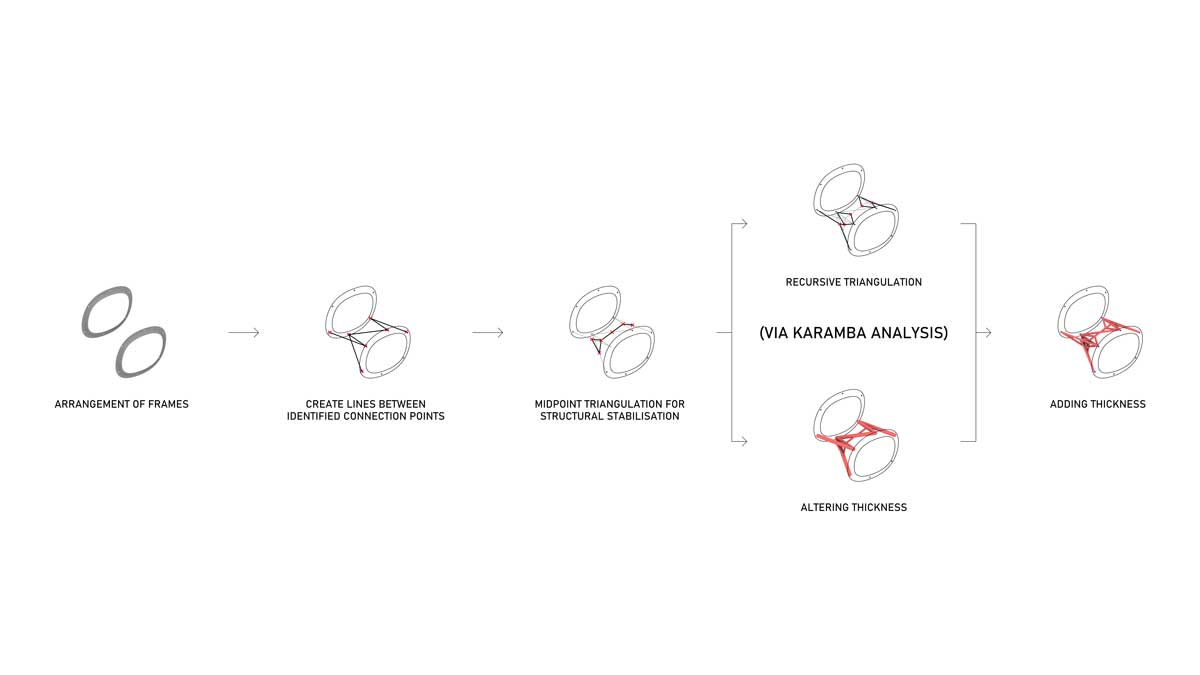 ARRANGEMENT OF FRAMES
CREATE LINES BETWEEN
IDENTIFIED CONNECTION POINTS
MIDPOINT TRIANGULATION FOR
STRUCTURAL STABILISATION
RECURSIVE TRIANGULATION
(VIA KARAMBA ANALYSIS)
ALTERING THICKNESS
ADDING THICKNESS